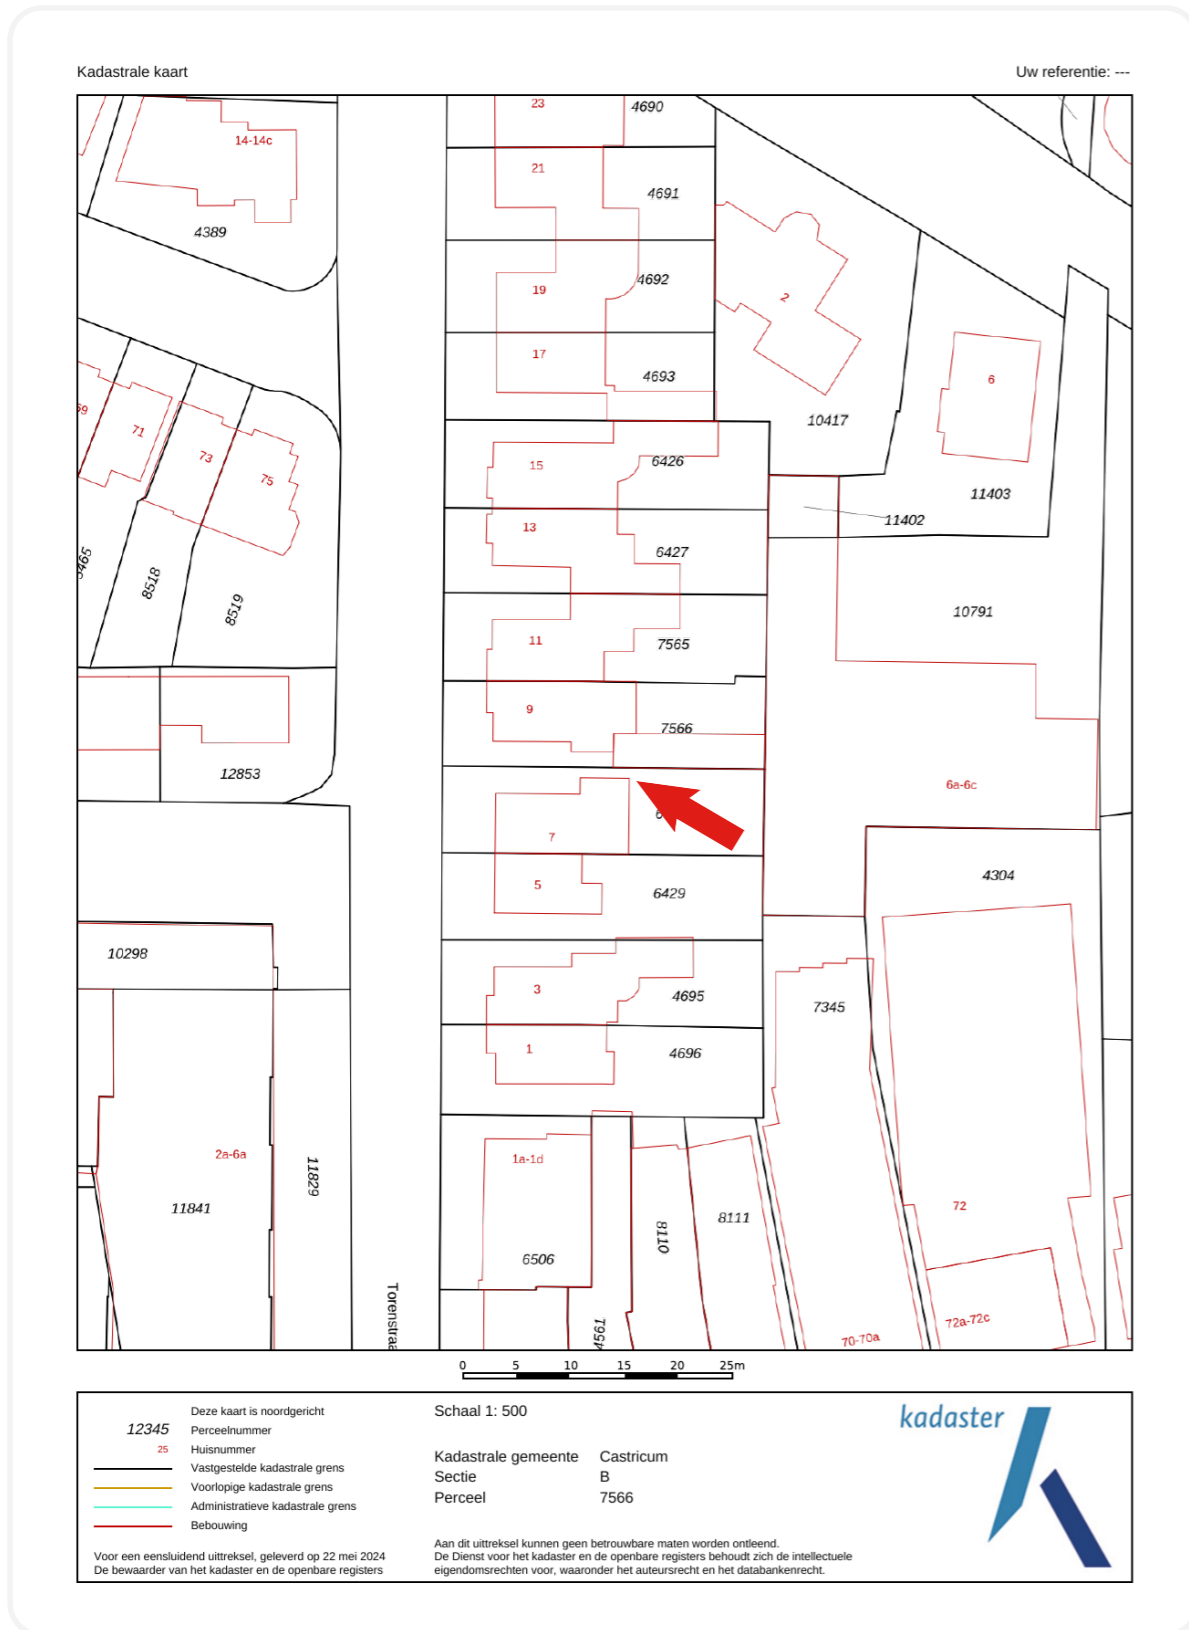 Kadastrale kaart
Uw referentie: ---
23
4690
14-14c
21
4691
4389
4692
19
2
17
4693
6
10417
69
71
73
75
15
6426
11403
11402
13
6427
8518
8519
10791
11
7565
9
7566
12853
6a-6c
7
5
6429
4304
10298
3
4695
7345
1
4696
2a-6a
11829
1a-1d
11841
8110
8111
72
6506
4561
72a-72c
70-70a
0 5 10 15 20 25m
Deze kaart is noordgericht
12345 Perceelnummer
25 Huisnummer
Vastgestelde kadastrale grens
Voorlopige kadastrale grens
Administratieve kadastrale grens
Bebouwing
Voor een eensluidend uittreksel, geleverd op 22 mei 2024
De bewaarder van het kadaster en de openbare registers
Schaal 1: 500
Kadastrale gemeente Castricum
Sectie B
Perceel 7566
Aan dit uittreksel kunnen geen betrouwbare maten worden ontleend.
De Dienst voor het kadaster en de openbare registers behoudt zich de intellectuele
eigendomsrechten voor, waaronder het auteursrecht en het databankenrecht.
kadaster